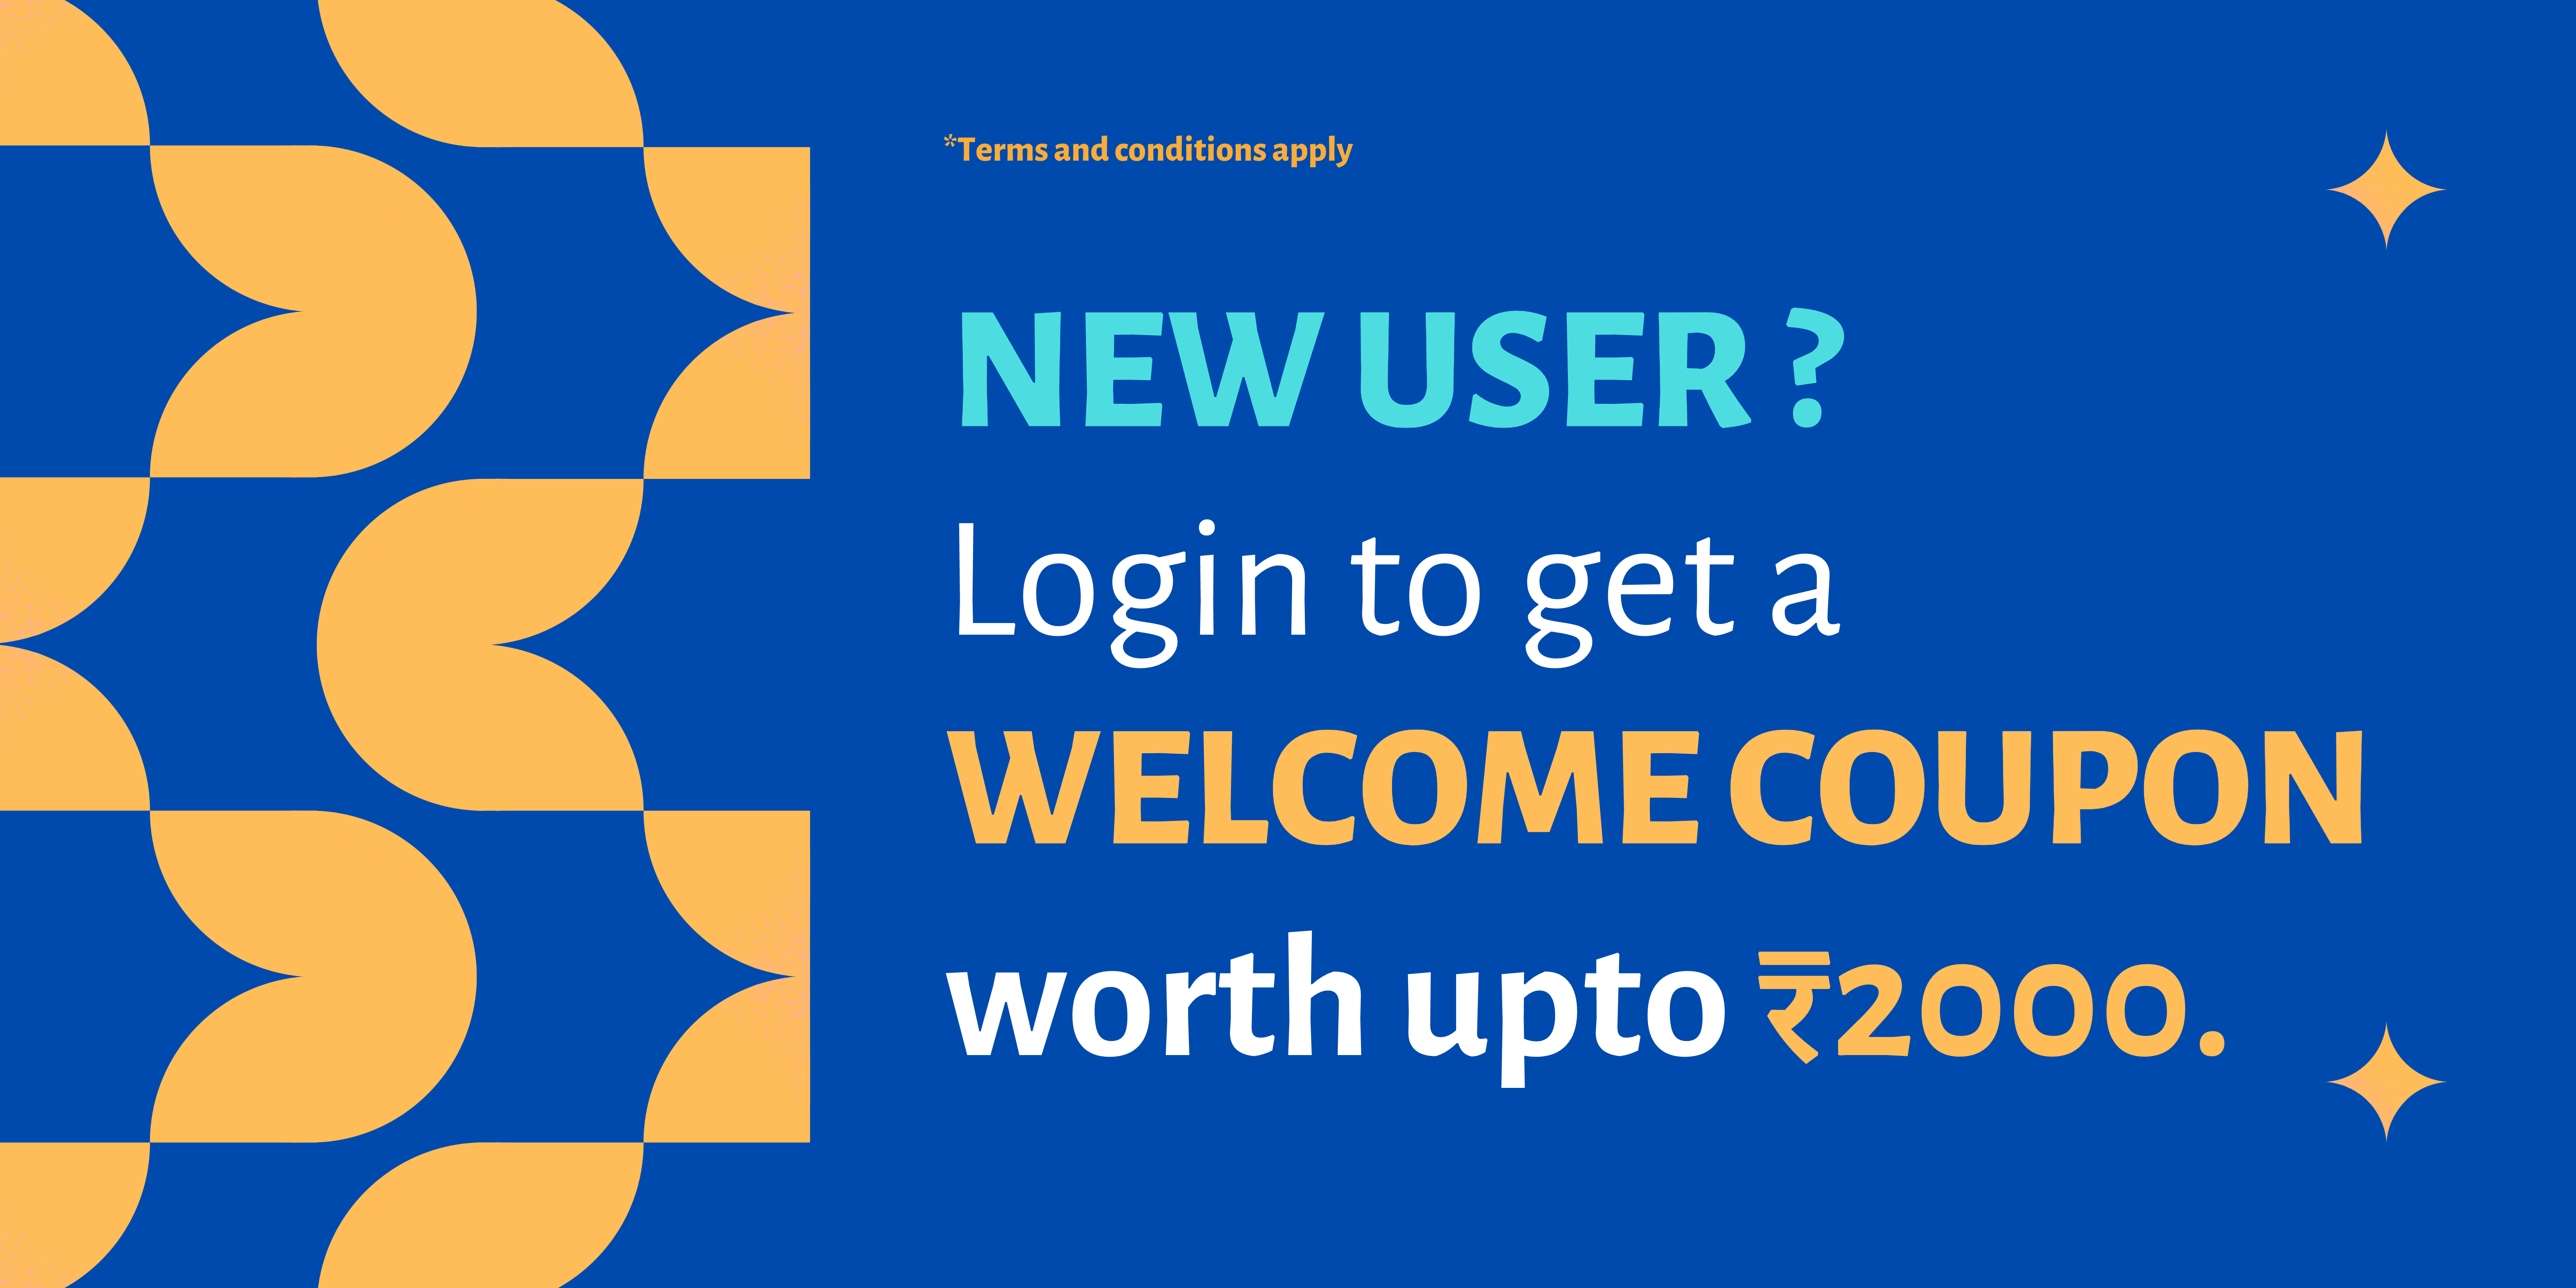 *Terms and conditions apply
NEW USER ?
Login to get a
WELCOME COUPON
worth upto ₹2000.